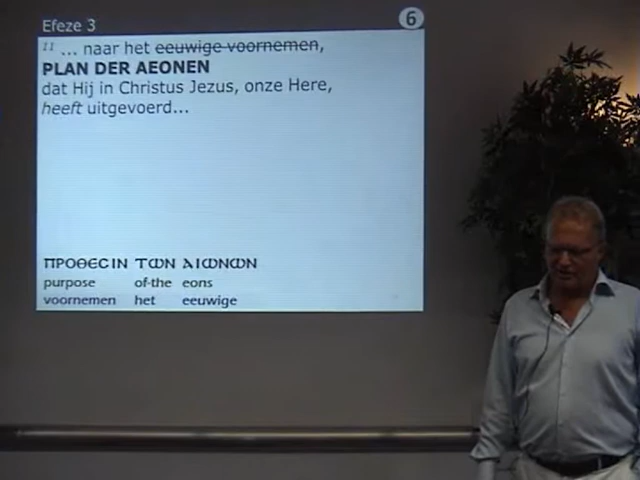 Efeze 3
6
11 ... naar het eeuwige voornemen,
PLAN DER AEONEN
dat Hij in Christus Jezus, onze Here,
heeft uitgevoerd...
ΠΡΟΘΕCΙΝ ΤΩΝ ΑΙΩΝΩΝ
purpose of-the eons
voornemen het eeuwige